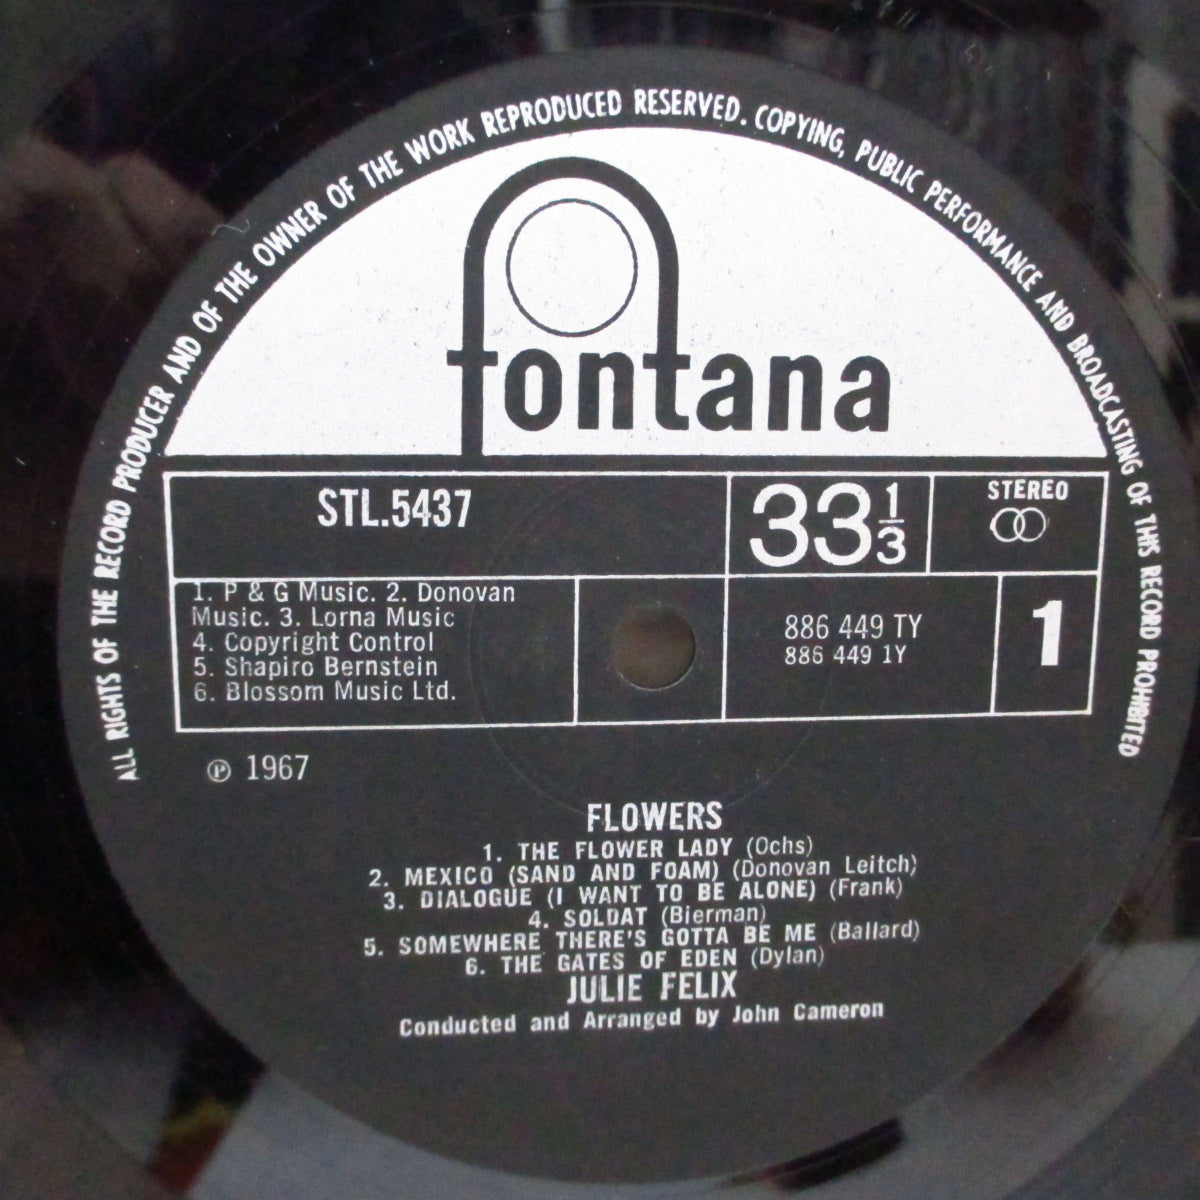 ALL RIGHTS OF THE RECORD PRODUCER AND OF THE OWNER OF THE WORK REPRODUCED RESERVED. COPYING, PUBLIC PERFORMANCE AND BROADCASTING OF THIS RECORD PROHIBITED
fontana
STL.5437
33 1/3
STEREO
1. P & G Music. 2. Donovan
Music. 3. Lorna Music
4. Copyright Control
5. Shapiro Bernstein
6. Blossom Music Ltd.
886 449 TY
886 449 1Y
1
℗ 1967
FLOWERS
1. THE FLOWER LADY (Ochs)
2. MEXICO (SAND AND FOAM) (Donovan Leitch)
3. DIALOGUE (I WANT TO BE ALONE) (Frank)
4. SOLDAT (Bierman)
5. SOMEWHERE THERE'S GOTTA BE ME (Ballard)
6. THE GATES OF EDEN (Dylan)
JULIE FELIX
Conducted and Arranged by John Cameron